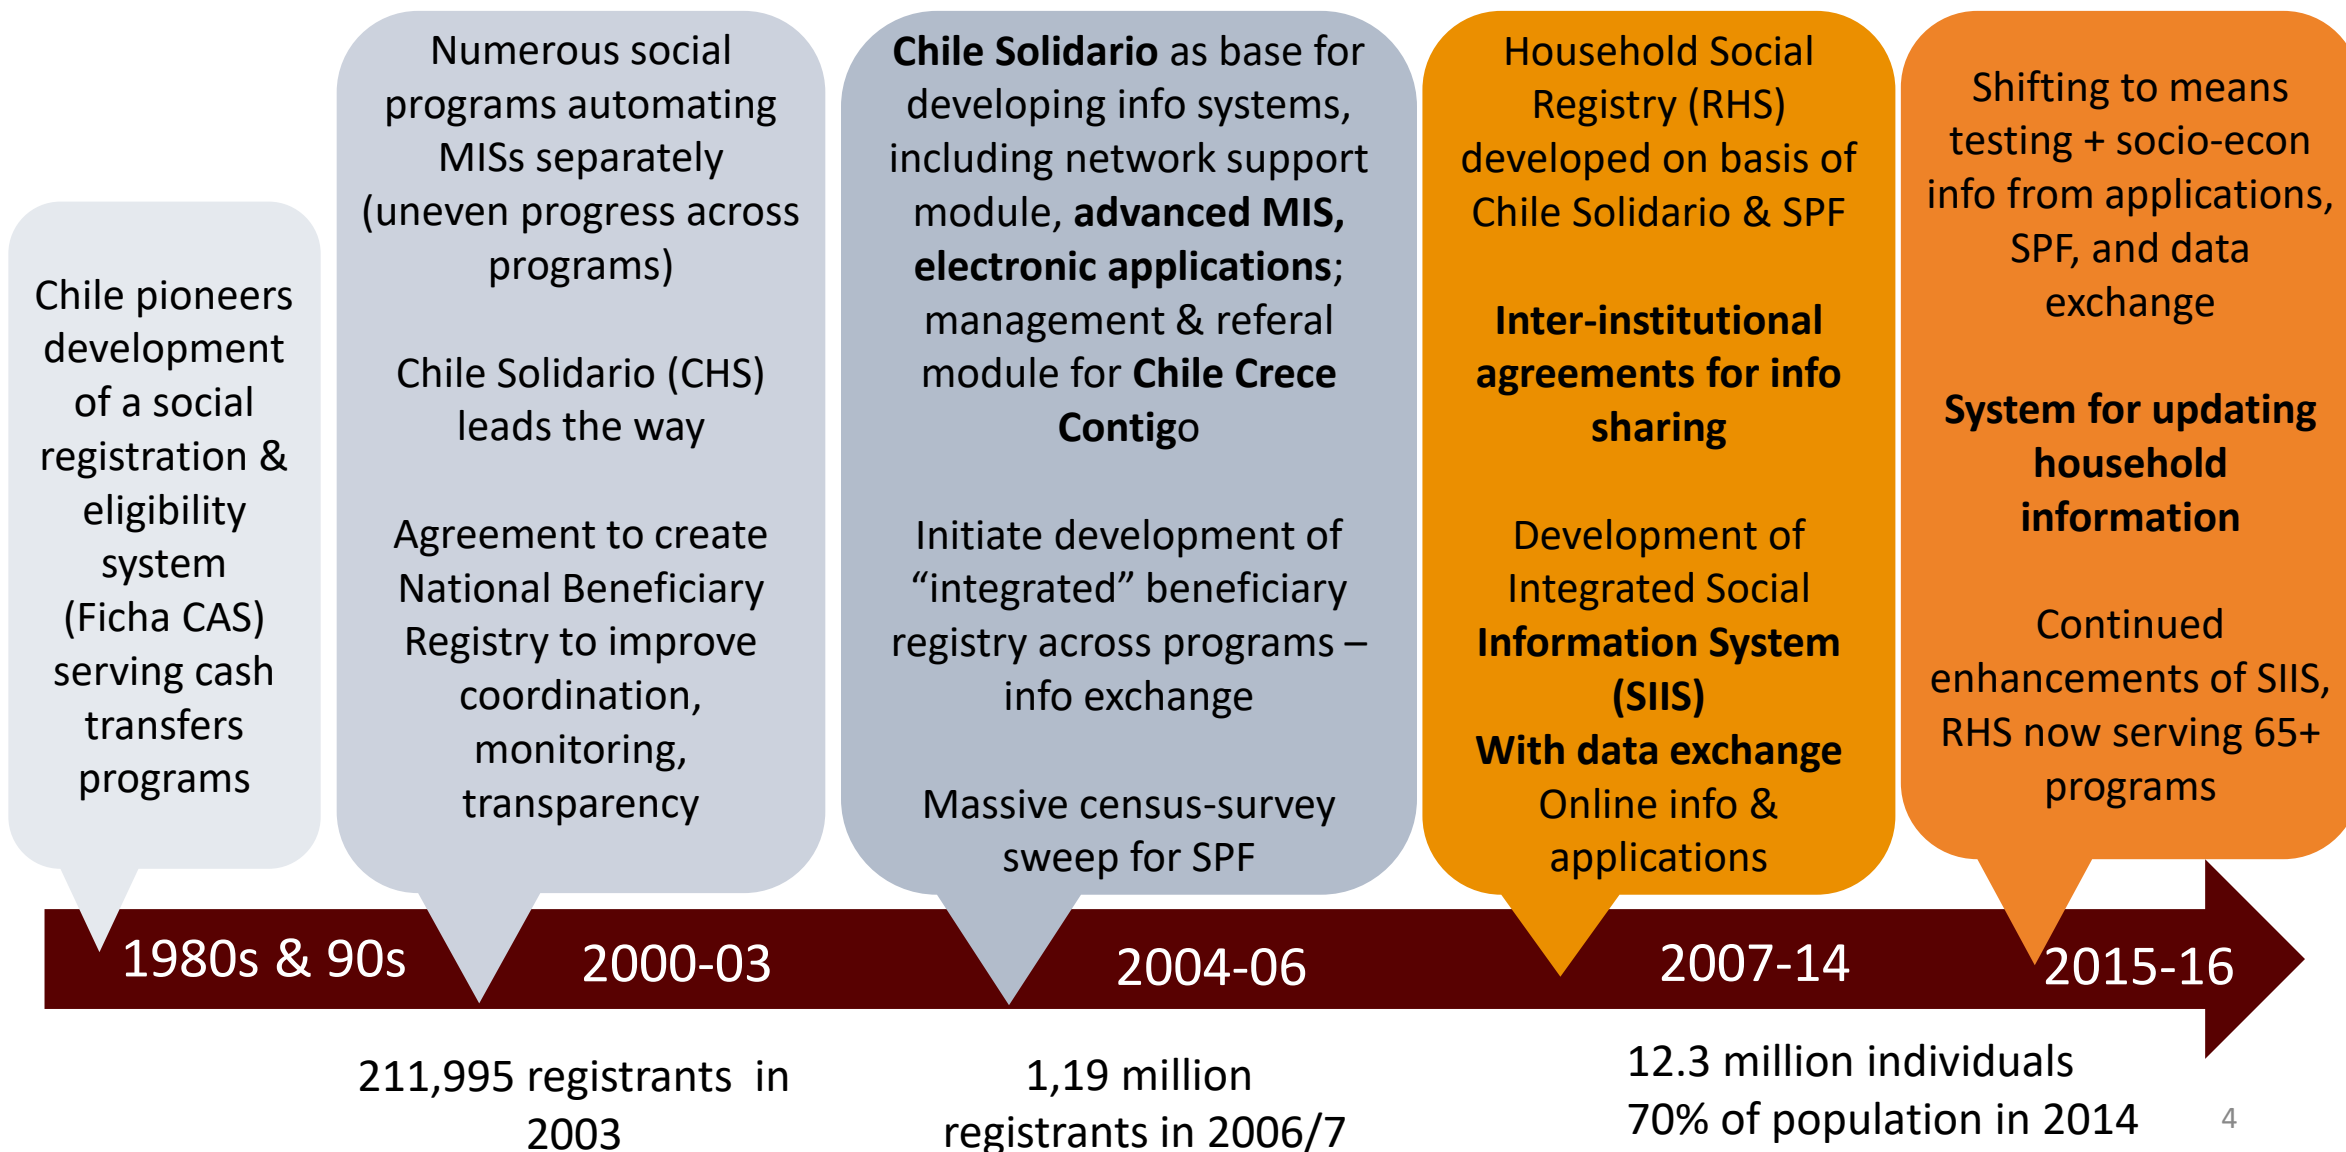 Chile pioneers
development
of a social
registration &
eligibility
system
(Ficha CAS)
serving cash
transfers
programs
Numerous social
programs automating
MISs separately
(uneven progress across
programs)
Chile Solidario (CHS)
leads the way
Agreement to create
National Beneficiary
Registry to improve
coordination,
monitoring,
transparency
Chile Solidario as base for
developing info systems,
including network support
module, advanced MIS,
electronic applications;
management & referal
module for Chile Crece
Contigo
Initiate development of
“integrated” beneficiary
registry across programs –
info exchange
Massive census-survey
sweep for SPF
Household Social
Registry (RHS)
developed on basis of
Chile Solidario & SPF
Inter-institutional
agreements for info
sharing
Development of
Integrated Social
Information System
(SIIS)
With data exchange
Online info &
applications
Shifting to means
testing + socio-econ
info from applications,
SPF, and data
exchange
System for updating
household
information
Continued
enhancements of SIIS,
RHS now serving 65+
programs
1980s & 90s
2000-03
2004-06
2007-14
2015-16
211,995 registrants in
2003
1,19 million
registrants in 2006/7
12.3 million individuals
70% of population in 2014
4